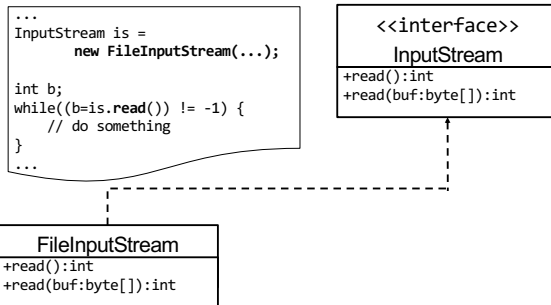 ...
InputStream is =
        new FileInputStream(...);

int b;
while((b=is.read()) != -1) {
    // do something
}
...
<<interface>>
InputStream
+read():int
+read(buf:byte[]):int
FileInputStream
+read():int
+read(buf:byte[]):int